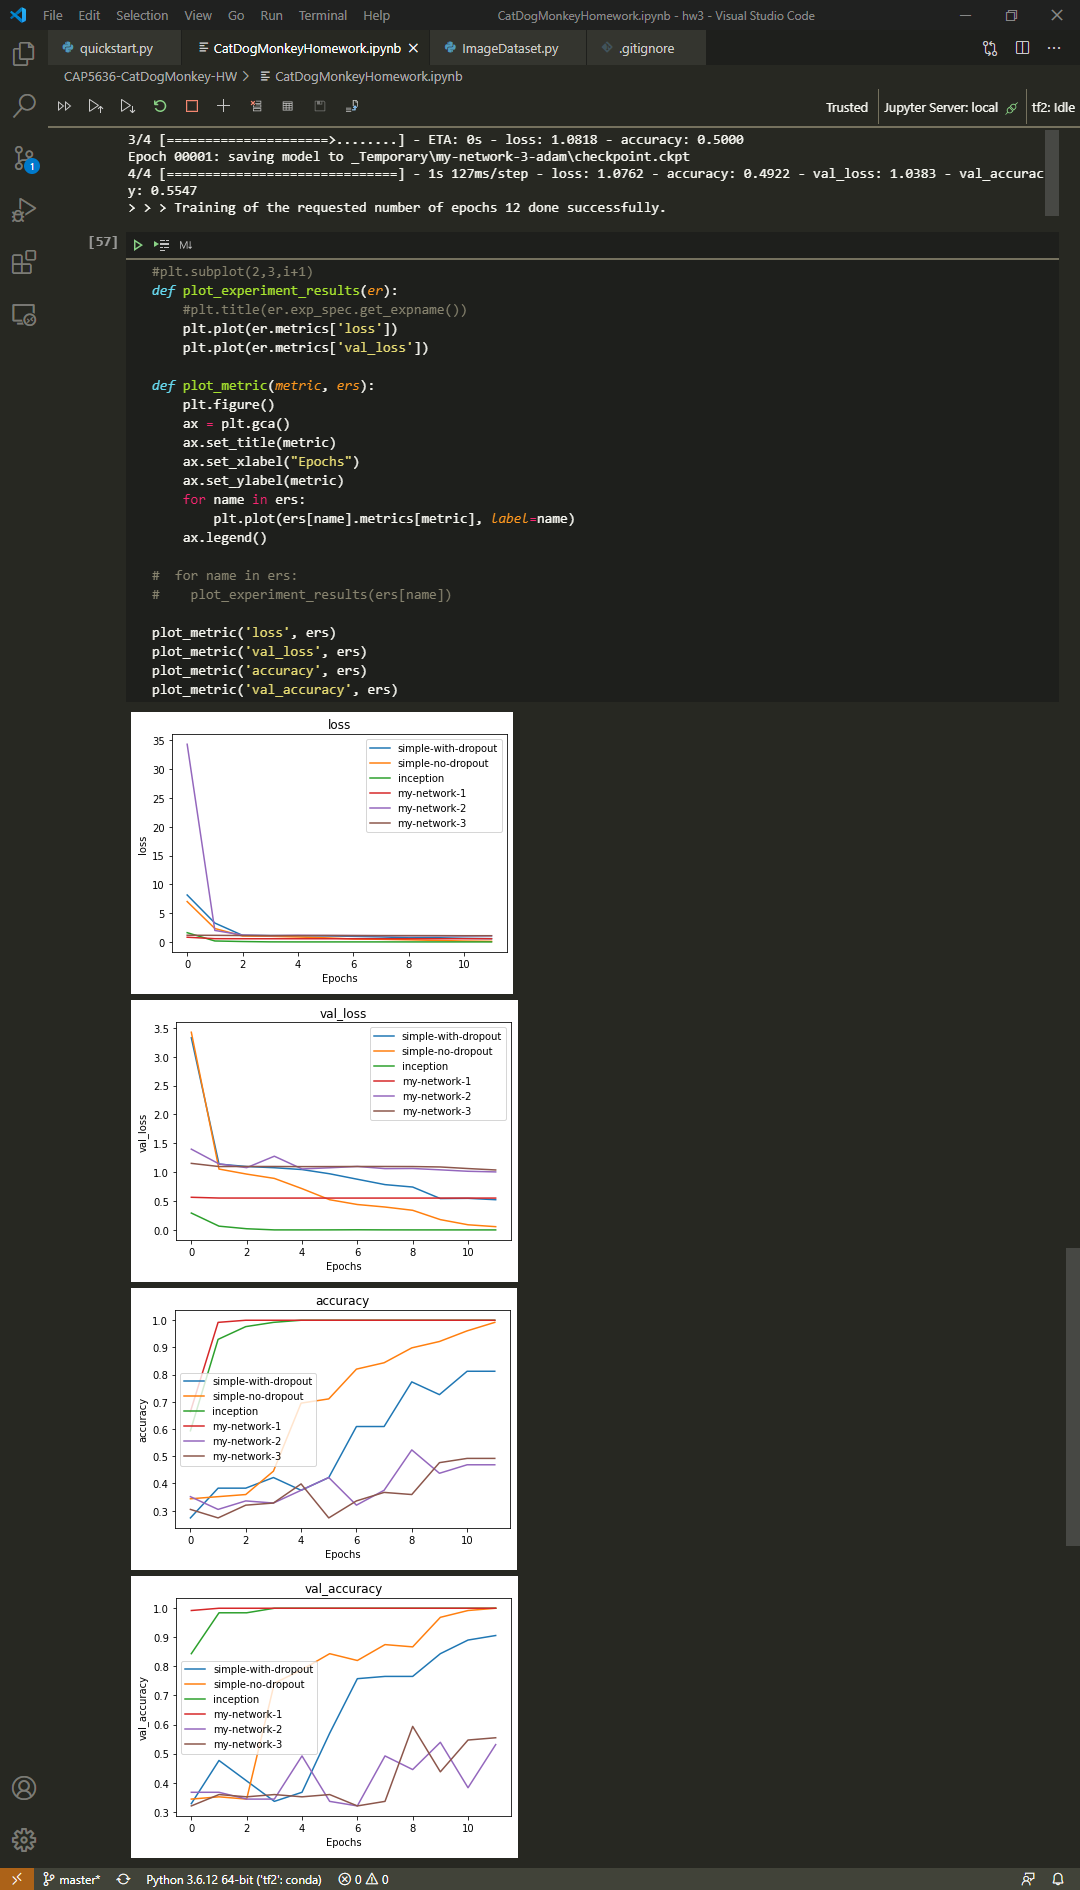 File Edit Selection View Go Run Terminal Help CatDogMonkeyHomework.ipynb - hw3 - Visual Studio Code
quickstart.py CatDogMonkeyHomework.ipynb ImageDataset.py .gitignore
CAP5636-CatDogMonkey-HW > CatDogMonkeyHomework.ipynb
Trusted Jupyter Server: local tf2: Idle
3/4 [=====================>........] - ETA: 0s - loss: 1.0818 - accuracy: 0.5000
Epoch 00001: saving model to _Temporary\my-network-3-adam\checkpoint.ckpt
4/4 [==============================] - 1s 127ms/step - loss: 1.0762 - accuracy: 0.4922 - val_loss: 1.0383 - val_accurac
y: 0.5547
> > > Training of the requested number of epochs 12 done successfully.
[57] M↓
#plt.subplot(2,3,i+1)
def plot_experiment_results(er):
    #plt.title(er.exp_spec.get_expname())
    plt.plot(er.metrics['loss'])
    plt.plot(er.metrics['val_loss'])
def plot_metric(metric, ers):
    plt.figure()
    ax = plt.gca()
    ax.set_title(metric)
    ax.set_xlabel("Epochs")
    ax.set_ylabel(metric)
    for name in ers:
        plt.plot(ers[name].metrics[metric], label=name)
    ax.legend()
#  for name in ers:
#    plot_experiment_results(ers[name])
plot_metric('loss', ers)
plot_metric('val_loss', ers)
plot_metric('accuracy', ers)
plot_metric('val_accuracy', ers)
loss
35
30
25
20
15
10
5
0
loss
simple-with-dropout
simple-no-dropout
inception
my-network-1
my-network-2
my-network-3
0 2 4 6 8 10
Epochs
val_loss
3.5
3.0
2.5
2.0
1.5
1.0
0.5
0.0
val_loss
simple-with-dropout
simple-no-dropout
inception
my-network-1
my-network-2
my-network-3
0 2 4 6 8 10
Epochs
accuracy
1.0
0.9
0.8
0.7
0.6
0.5
0.4
0.3
accuracy
simple-with-dropout
simple-no-dropout
inception
my-network-1
my-network-2
my-network-3
0 2 4 6 8 10
Epochs
val_accuracy
1.0
0.9
0.8
0.7
0.6
0.5
0.4
0.3
val_accuracy
simple-with-dropout
simple-no-dropout
inception
my-network-1
my-network-2
my-network-3
0 2 4 6 8 10
Epochs
1
master* Python 3.6.12 64-bit ('tf2': conda) 0 0